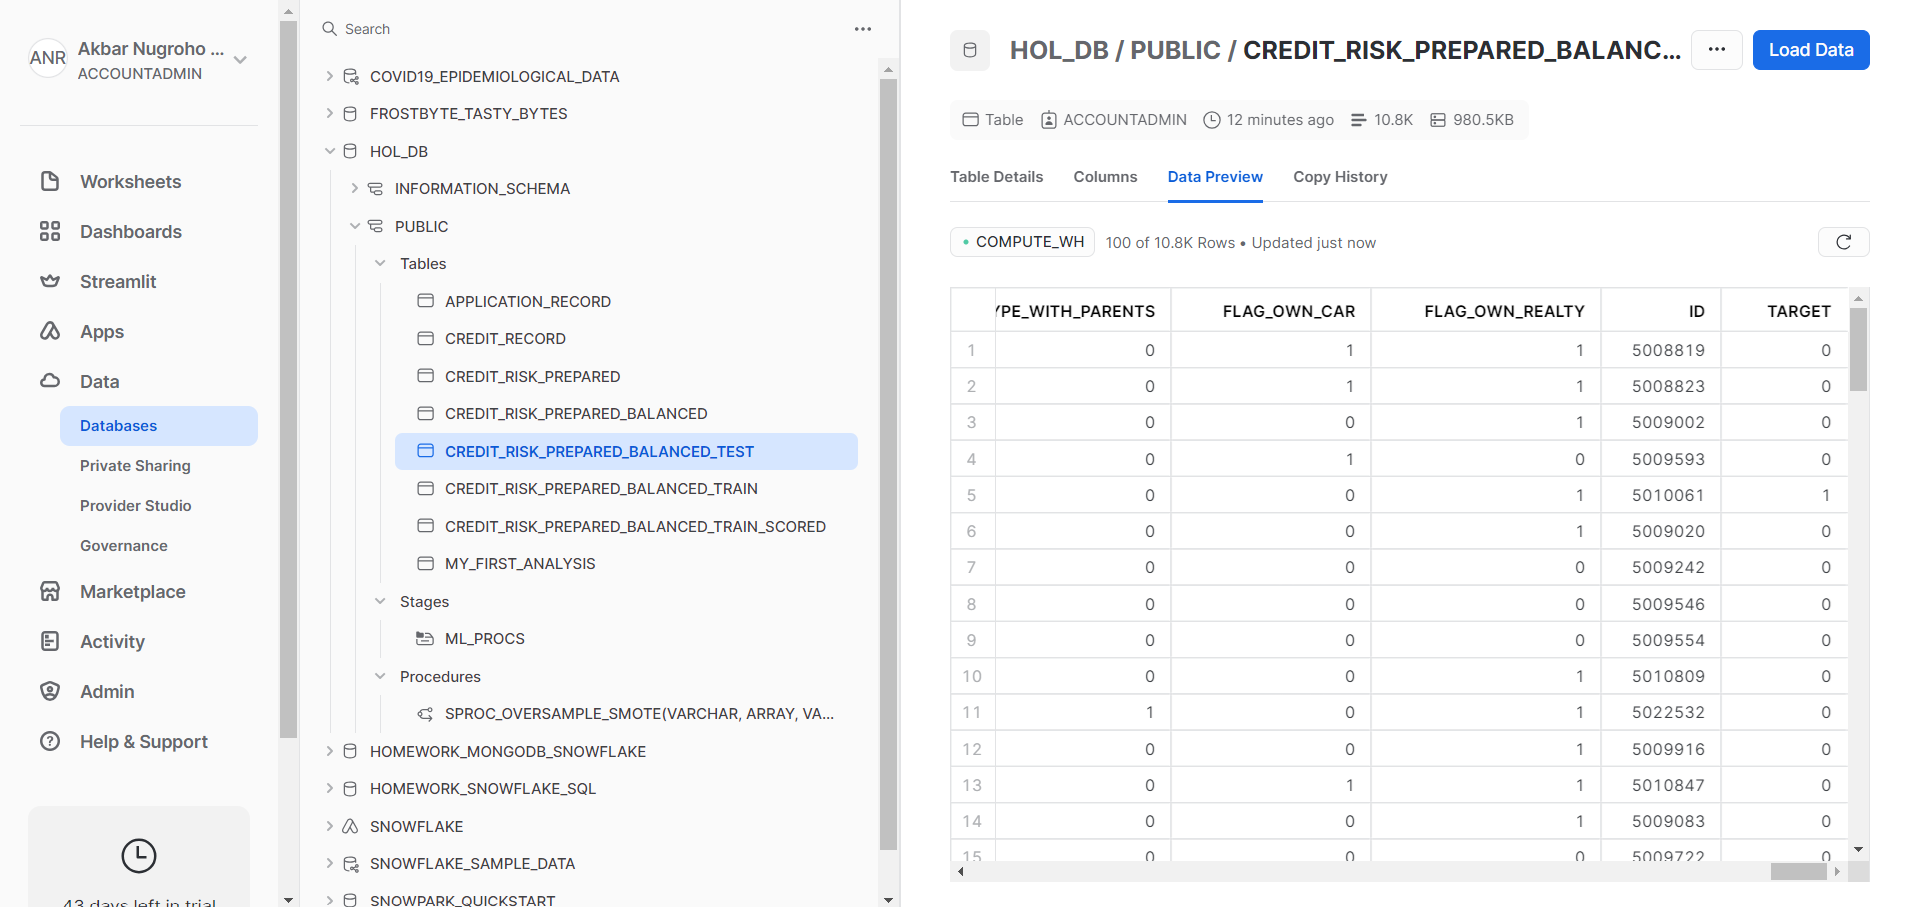 ANR
Akbar Nugroho ...
ACCOUNTADMIN
Worksheets
Dashboards
Streamlit
Apps
Data
Databases
Private Sharing
Provider Studio
Governance
Marketplace
Activity
Admin
Help & Support
43 days left in trial
Search
COVID19_EPIDEMIOLOGICAL_DATA
FROSTBYTE_TASTY_BYTES
HOL_DB
INFORMATION_SCHEMA
PUBLIC
Tables
APPLICATION_RECORD
CREDIT_RECORD
CREDIT_RISK_PREPARED
CREDIT_RISK_PREPARED_BALANCED
CREDIT_RISK_PREPARED_BALANCED_TEST
CREDIT_RISK_PREPARED_BALANCED_TRAIN
CREDIT_RISK_PREPARED_BALANCED_TRAIN_SCORED
MY_FIRST_ANALYSIS
Stages
ML_PROCS
Procedures
SPROC_OVERSAMPLE_SMOTE(VARCHAR, ARRAY, VA...
HOMEWORK_MONGODB_SNOWFLAKE
HOMEWORK_SNOWFLAKE_SQL
SNOWFLAKE
SNOWFLAKE_SAMPLE_DATA
SNOWPARK_QUICKSTART
HOL_DB / PUBLIC / CREDIT_RISK_PREPARED_BALANC... Load Data
Table ACCOUNTADMIN 12 minutes ago 10.8K 980.5KB
Table Details Columns Data Preview Copy History
COMPUTE_WH 100 of 10.8K Rows • Updated just now
YPE_WITH_PARENTS FLAG_OWN_CAR FLAG_OWN_REALTY ID TARGET
1 0 1 1 5008819 0
2 0 1 1 5008823 0
3 0 0 1 5009002 0
4 0 1 0 5009593 0
5 0 0 1 5010061 1
6 0 0 1 5009020 0
7 0 0 0 5009242 0
8 0 0 0 5009546 0
9 0 0 0 5009554 0
10 0 0 1 5010809 0
11 1 0 1 5022532 0
12 0 0 1 5009916 0
13 0 1 1 5010847 0
14 0 0 1 5009083 0
15 0 0 0 5009722 0